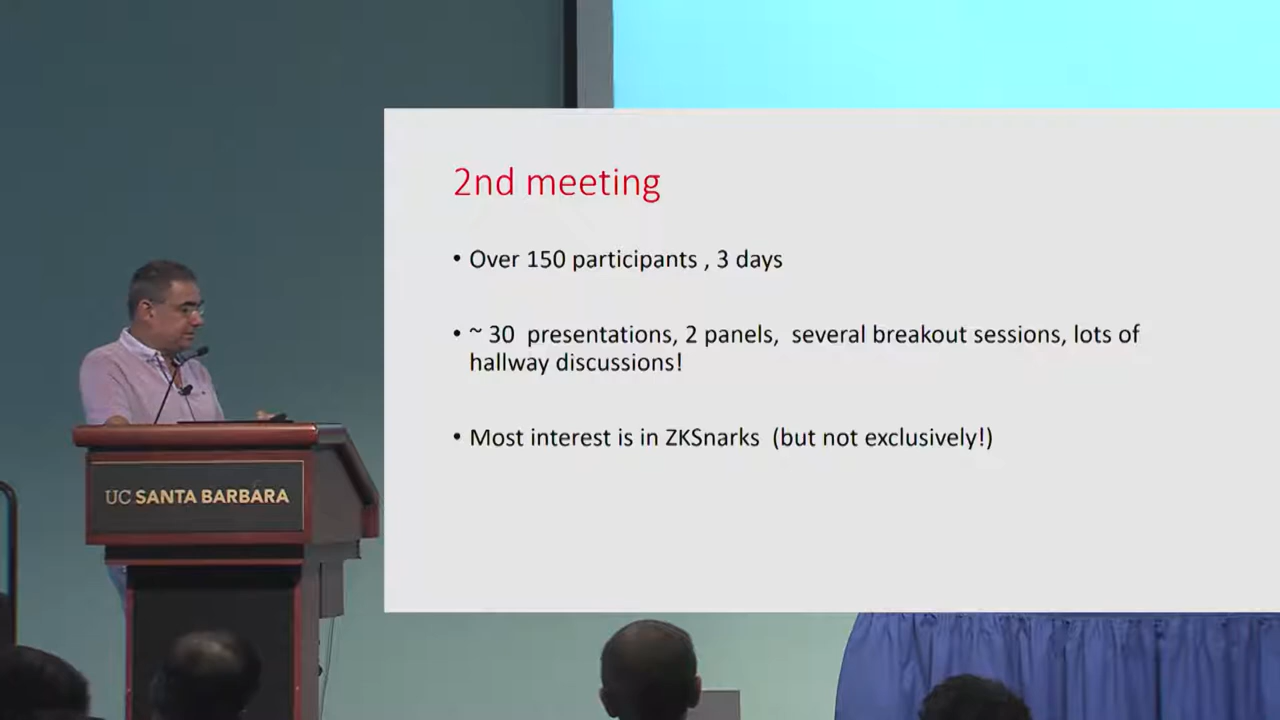 2nd meeting
• Over 150 participants , 3 days
• ~ 30 presentations, 2 panels, several breakout sessions, lots of
hallway discussions!
• Most interest is in ZKSnarks (but not exclusively!)
UC SANTA BARBARA